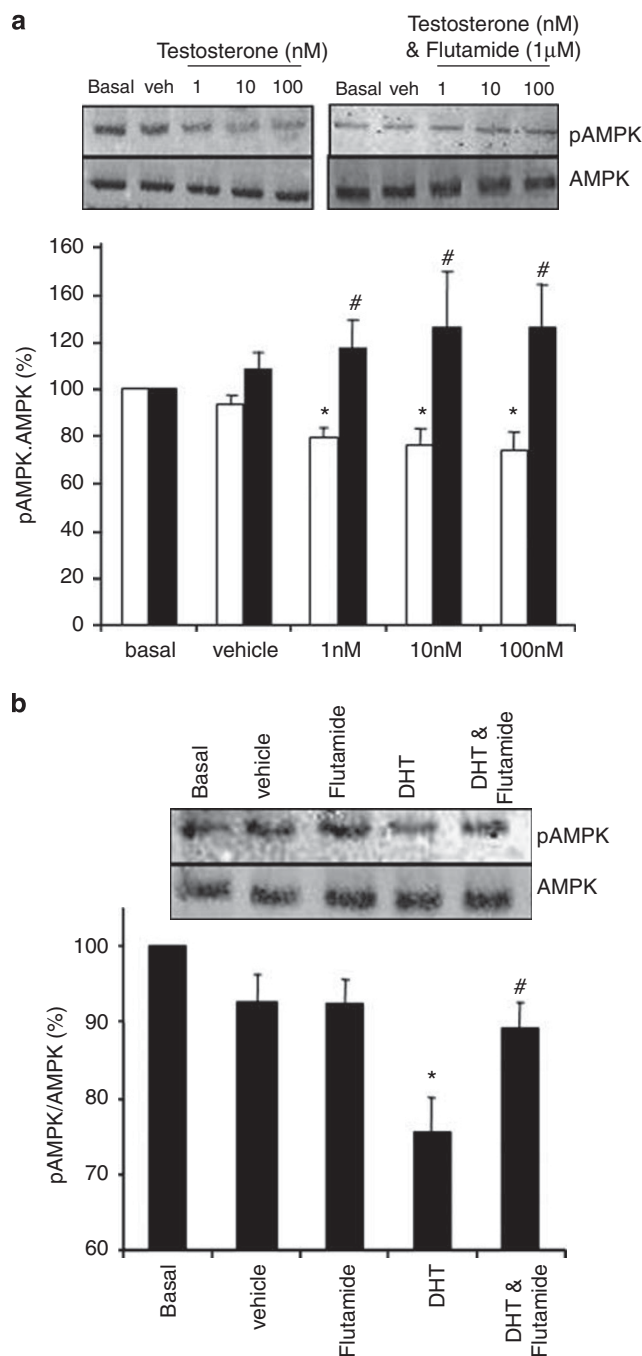 a
Testosterone (nM)
Testosterone (nM)
& Flutamide (1μM)
Basal veh 1 10 100
Basal veh 1 10 100
pAMPK
AMPK
pAMPK.AMPK (%)
160
160
120
100
80
60
40
20
0
# # #
* * *
basal vehicle 1nM 10nM 100nM
b
Basal
vehicle
Flutamide
DHT
DHT &
Flutamide
pAMPK
AMPK
pAMPK/AMPK (%)
100
90
80
70
60
#
*
Basal
vehicle
Flutamide
DHT
DHT &
Flutamide